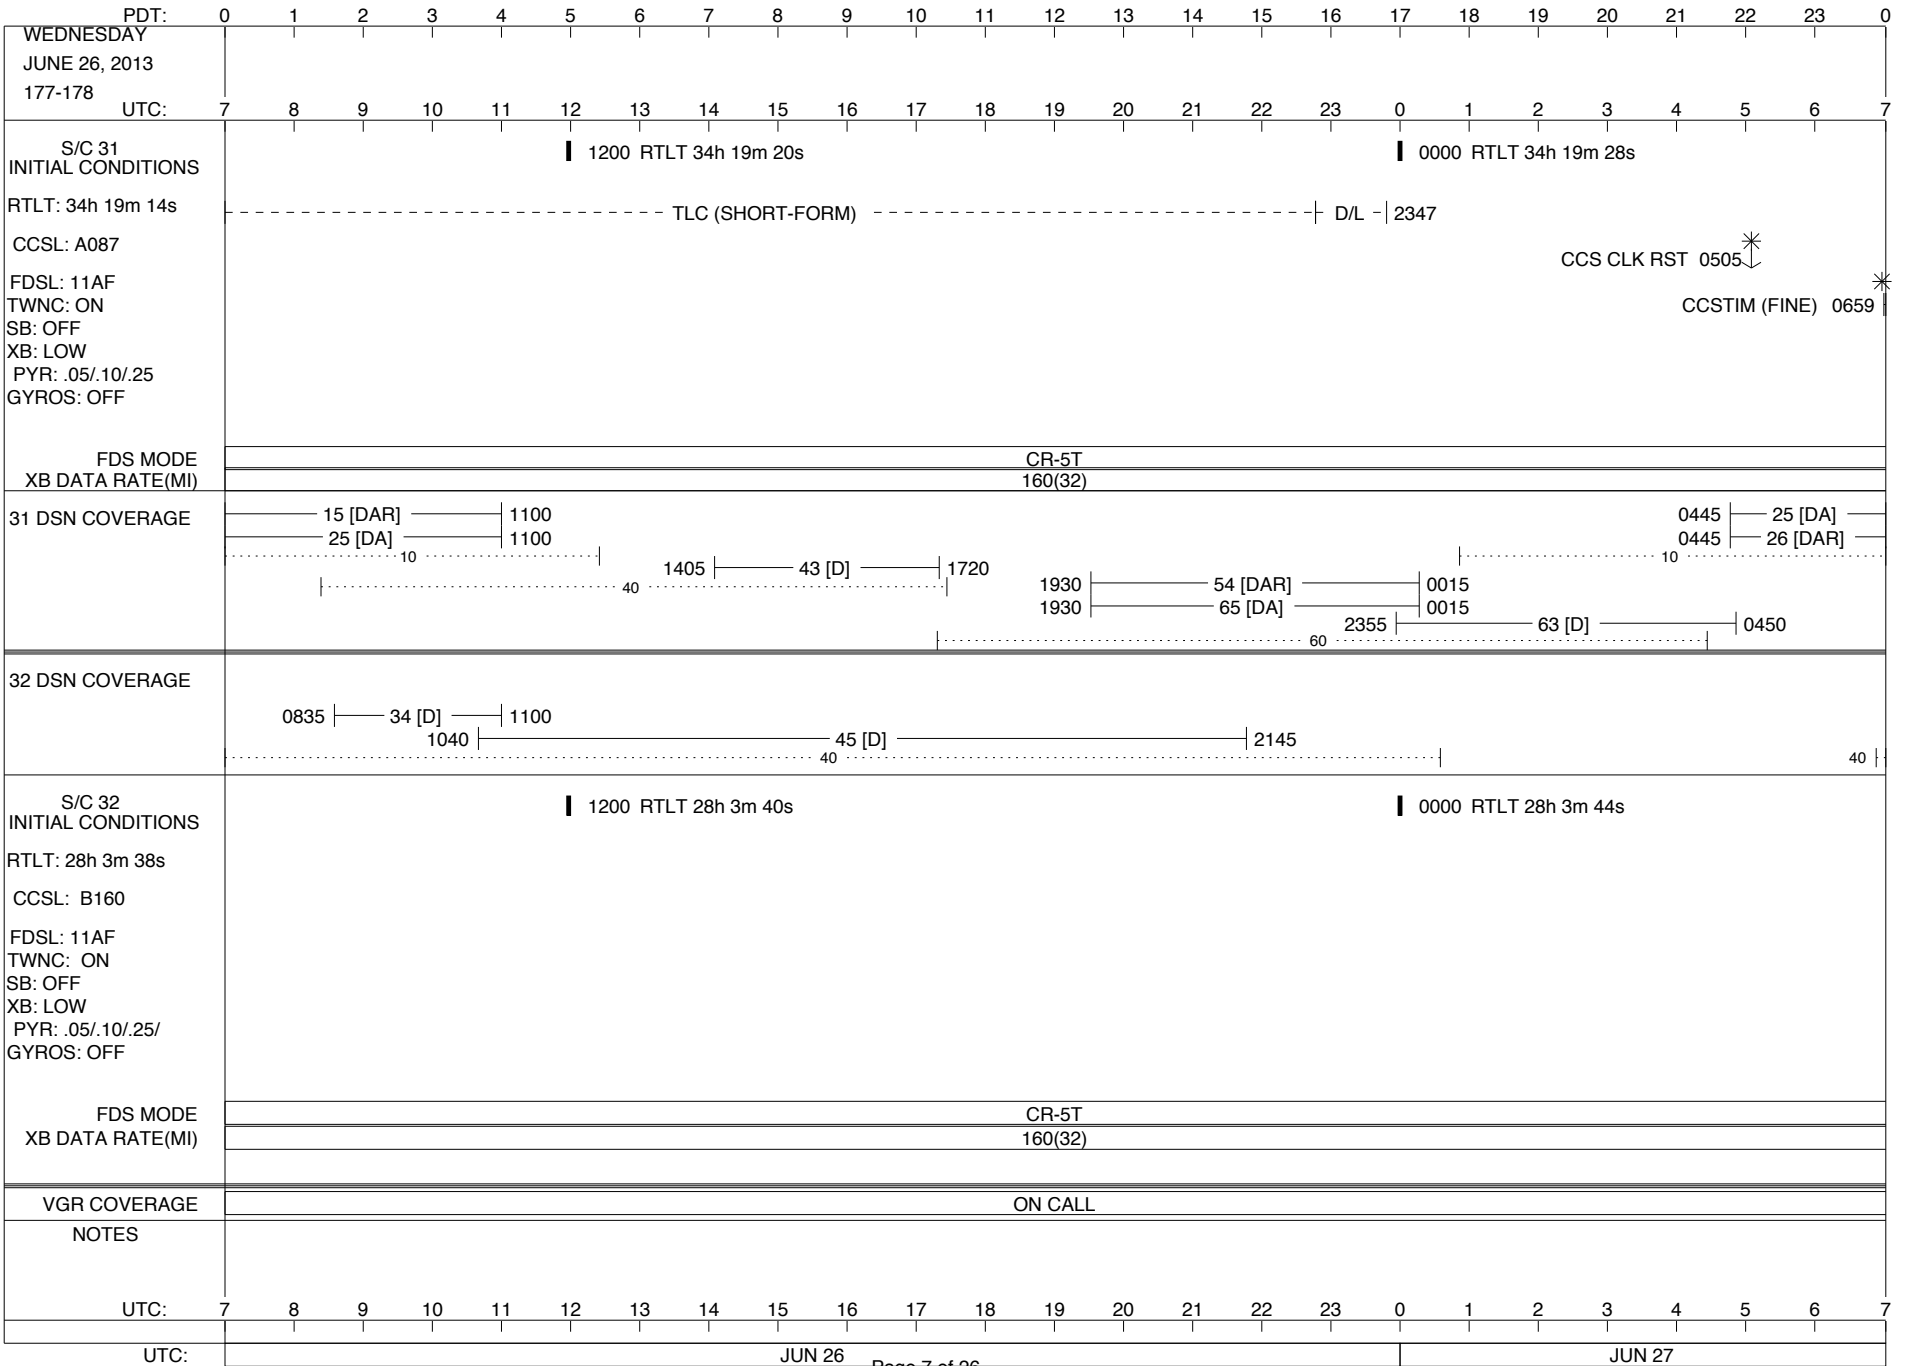 PDT: 0 1 2 3 4 5 6 7 8 9 10 11 12 13 14 15 16 17 18 19 20 21 22 23 0
WEDNESDAY
JUNE 26, 2013
177-178
UTC: 7 8 9 10 11 12 13 14 15 16 17 18 19 20 21 22 23 0 1 2 3 4 5 6 7
S/C 31
INITIAL CONDITIONS
1200 RTLT 34h 19m 20s
0000 RTLT 34h 19m 28s
RTLT: 34h 19m 14s
TLC (SHORT-FORM) D/L 2347
CCSL: A087
CCS CLK RST 0505
FDSL: 11AF
TWNC: ON
CCSTIM (FINE) 0659
SB: OFF
XB: LOW
PYR: .05/.10/.25
GYROS: OFF
FDS MODE CR-5T
XB DATA RATE(MI) 160(32)
31 DSN COVERAGE
15 [DAR] 1100
0445 25 [DA]
25 [DA] 1100
0445 26 [DAR]
10
10
1405 43 [D] 1720
40
1930 54 [DAR] 0015
1930 65 [DA] 0015
2355 63 [D] 0450
60
32 DSN COVERAGE
0835 34 [D] 1100
1040 45 [D] 2145
40
40
S/C 32
INITIAL CONDITIONS
1200 RTLT 28h 3m 40s
0000 RTLT 28h 3m 44s
RTLT: 28h 3m 38s
CCSL: B160
FDSL: 11AF
TWNC: ON
SB: OFF
XB: LOW
PYR: .05/.10/.25/
GYROS: OFF
FDS MODE CR-5T
XB DATA RATE(MI) 160(32)
VGR COVERAGE ON CALL
NOTES
UTC: 7 8 9 10 11 12 13 14 15 16 17 18 19 20 21 22 23 0 1 2 3 4 5 6 7
UTC: JUN 26 JUN 27
Page 7 of 26